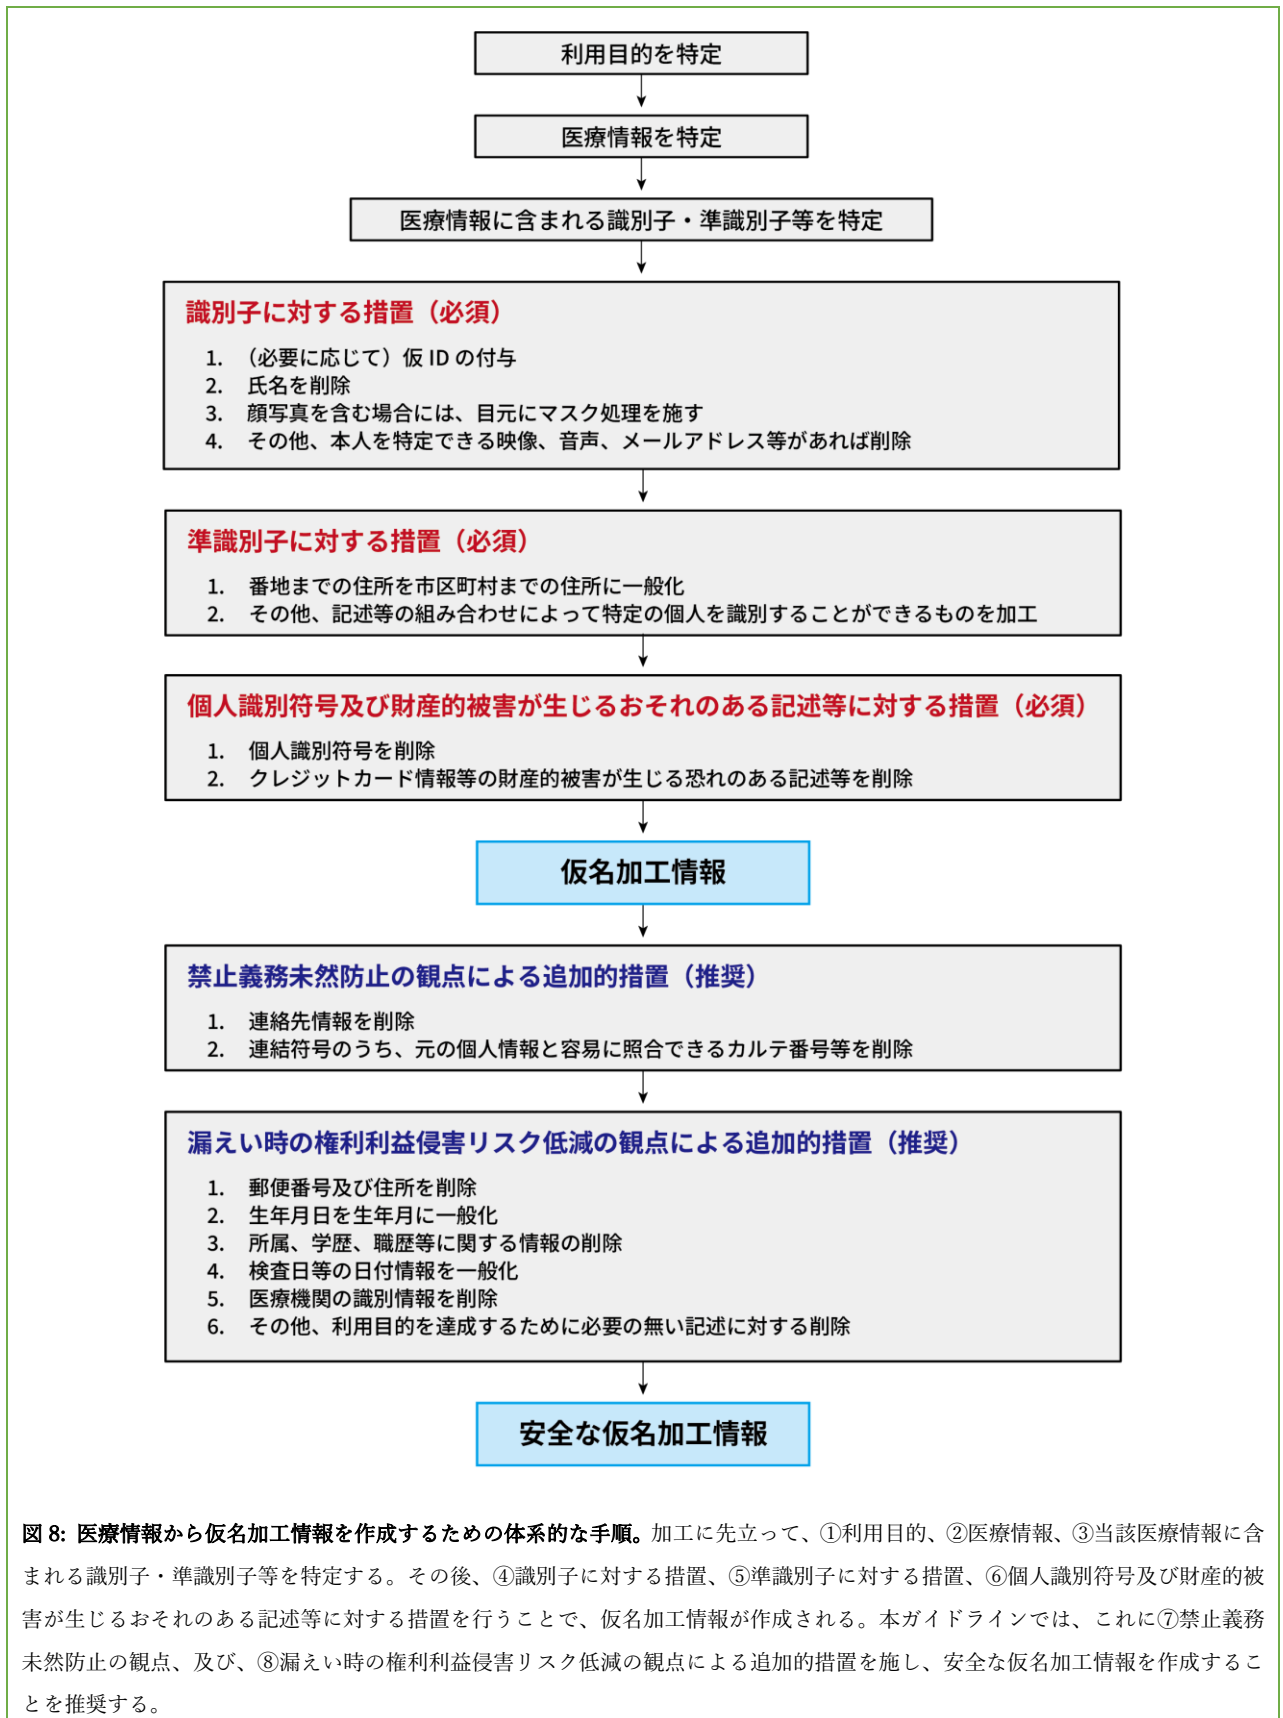 利用目的を特定
医療情報を特定
医療情報に含まれる識別子・準識別子等を特定
識別子に対する措置（必須）
1. （必要に応じて）仮 ID の付与
2. 氏名を削除
3. 顔写真を含む場合には、目元にマスク処理を施す
4. その他、本人を特定できる映像、音声、メールアドレス等があれば削除
準識別子に対する措置（必須）
1. 番地までの住所を市区町村までの住所に一般化
2. その他、記述等の組み合わせによって特定の個人を識別することができるものを加工
個人識別符号及び財産的被害が生じるおそれのある記述等に対する措置（必須）
1. 個人識別符号を削除
2. クレジットカード情報等の財産的被害が生じる恐れのある記述等を削除
仮名加工情報
禁止義務未然防止の観点による追加的措置（推奨）
1. 連絡先情報を削除
2. 連結符号のうち、元の個人情報と容易に照合できるカルテ番号等を削除
漏えい時の権利利益侵害リスク低減の観点による追加的措置（推奨）
1. 郵便番号及び住所を削除
2. 生年月日を生年月に一般化
3. 所属、学歴、職歴等に関する情報の削除
4. 検査日等の日付情報を一般化
5. 医療機関の識別情報を削除
6. その他、利用目的を達成するために必要の無い記述に対する削除
安全な仮名加工情報
図 8: 医療情報から仮名加工情報を作成するための体系的な手順。加工に先立って、①利用目的、②医療情報、③当該医療情報に含
まれる識別子・準識別子等を特定する。その後、④識別子に対する措置、⑤準識別子に対する措置、⑥個人識別符号及び財産的被
害が生じるおそれのある記述等に対する措置を行うことで、仮名加工情報が作成される。本ガイドラインでは、これに⑦禁止義務
未然防止の観点、及び、⑧漏えい時の権利利益侵害リスク低減の観点による追加的措置を施し、安全な仮名加工情報を作成するこ
とを推奨する。